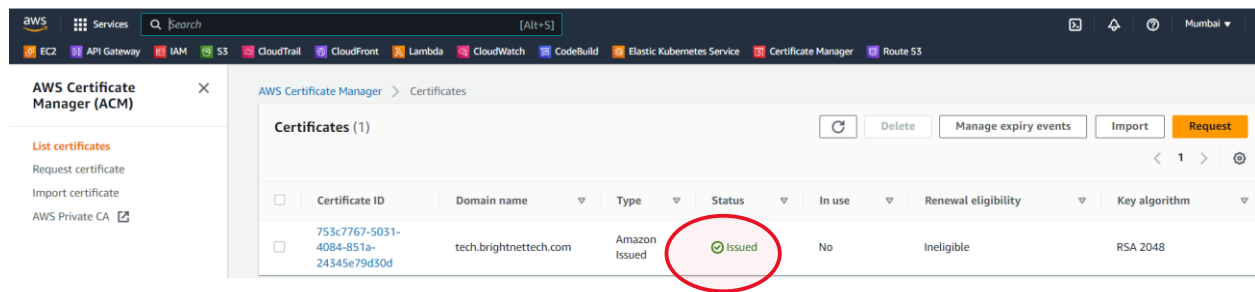 aws Services Search [Alt+S] Mumbai
EC2 API Gateway IAM S3 CloudTrail CloudFront Lambda CloudWatch CodeBuild Elastic Kubernetes Service Certificate Manager Route 53
AWS Certificate
Manager (ACM)
List certificates
Request certificate
Import certificate
AWS Private CA
AWS Certificate Manager > Certificates
Certificates (1) Delete Manage expiry events Import Request
1
Certificate ID Domain name Type Status In use Renewal eligibility Key algorithm
753c7767-5031-
4084-851a-
24345e79d30d
tech.brightnettech.com
Amazon
Issued
Issued
No
Ineligible
RSA 2048